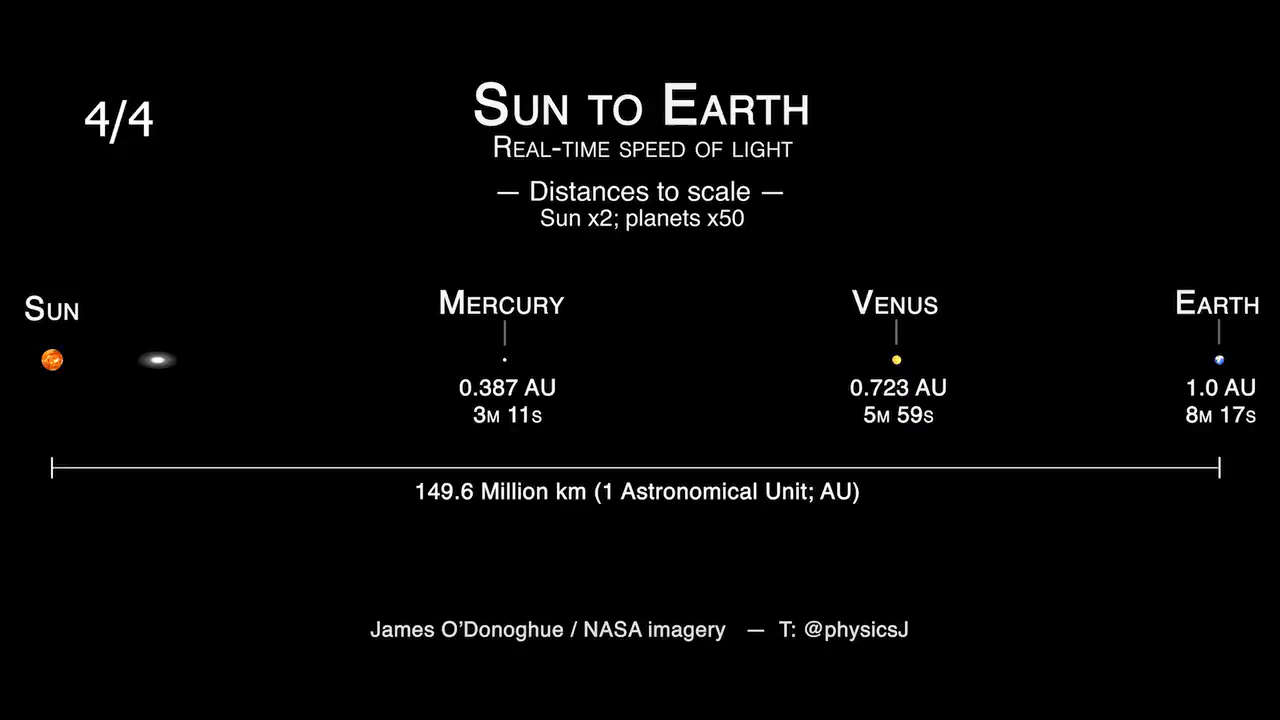 4/4
Sun to Earth
Real-time speed of light
— Distances to scale —
Sun x2; planets x50
Sun
Mercury
Venus
Earth
0.387 AU
0.723 AU
1.0 AU
3m 11s
5m 59s
8m 17s
149.6 Million km (1 Astronomical Unit; AU)
James O’Donoghue / NASA imagery — T: @physicsJ